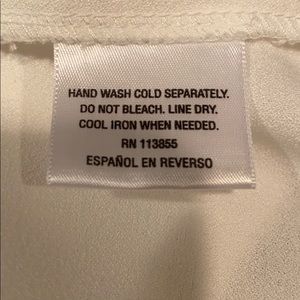 HAND WASH COLD SEPARATELY.
DO NOT BLEACH. LINE DRY.
COOL IRON WHEN NEEDED.
RN 113855
ESPAÑOL EN REVERSO